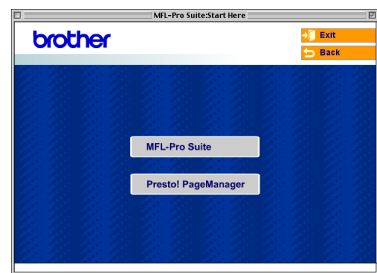 MFL-Pro Suite:Start Here
brother
Exit
Back
MFL-Pro Suite
Presto! PageManager